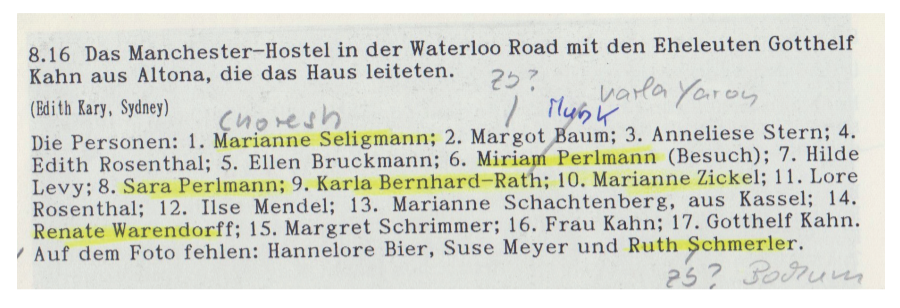 8.16 Das Manchester-Hostel in der Waterloo Road mit den Eheleuten Gotthelf
Kahn aus Altona, die das Haus leiteten.
zs?
Karla Yaron
(Edith Kary, Sydney)
Choresh
Munk
Die Personen: 1. Marianne Seligmann; 2. Margot Baum; 3. Anneliese Stern; 4.
Edith Rosenthal; 5. Ellen Bruckmann; 6. Miriam Perlmann (Besuch); 7. Hilde
Levy; 8. Sara Perlmann; 9. Karla Bernhard-Rath; 10. Marianne Zickel; 11. Lore
Rosenthal; 12. Ilse Mendel; 13. Marianne Schachtenberg, aus Kassel; 14.
Renate Warendorff; 15. Margret Schrimmer; 16. Frau Kahn; 17. Gotthelf Kahn.
Auf dem Foto fehlen: Hannelore Bier, Suse Meyer und Ruth Schmerler.
zs? Bochum